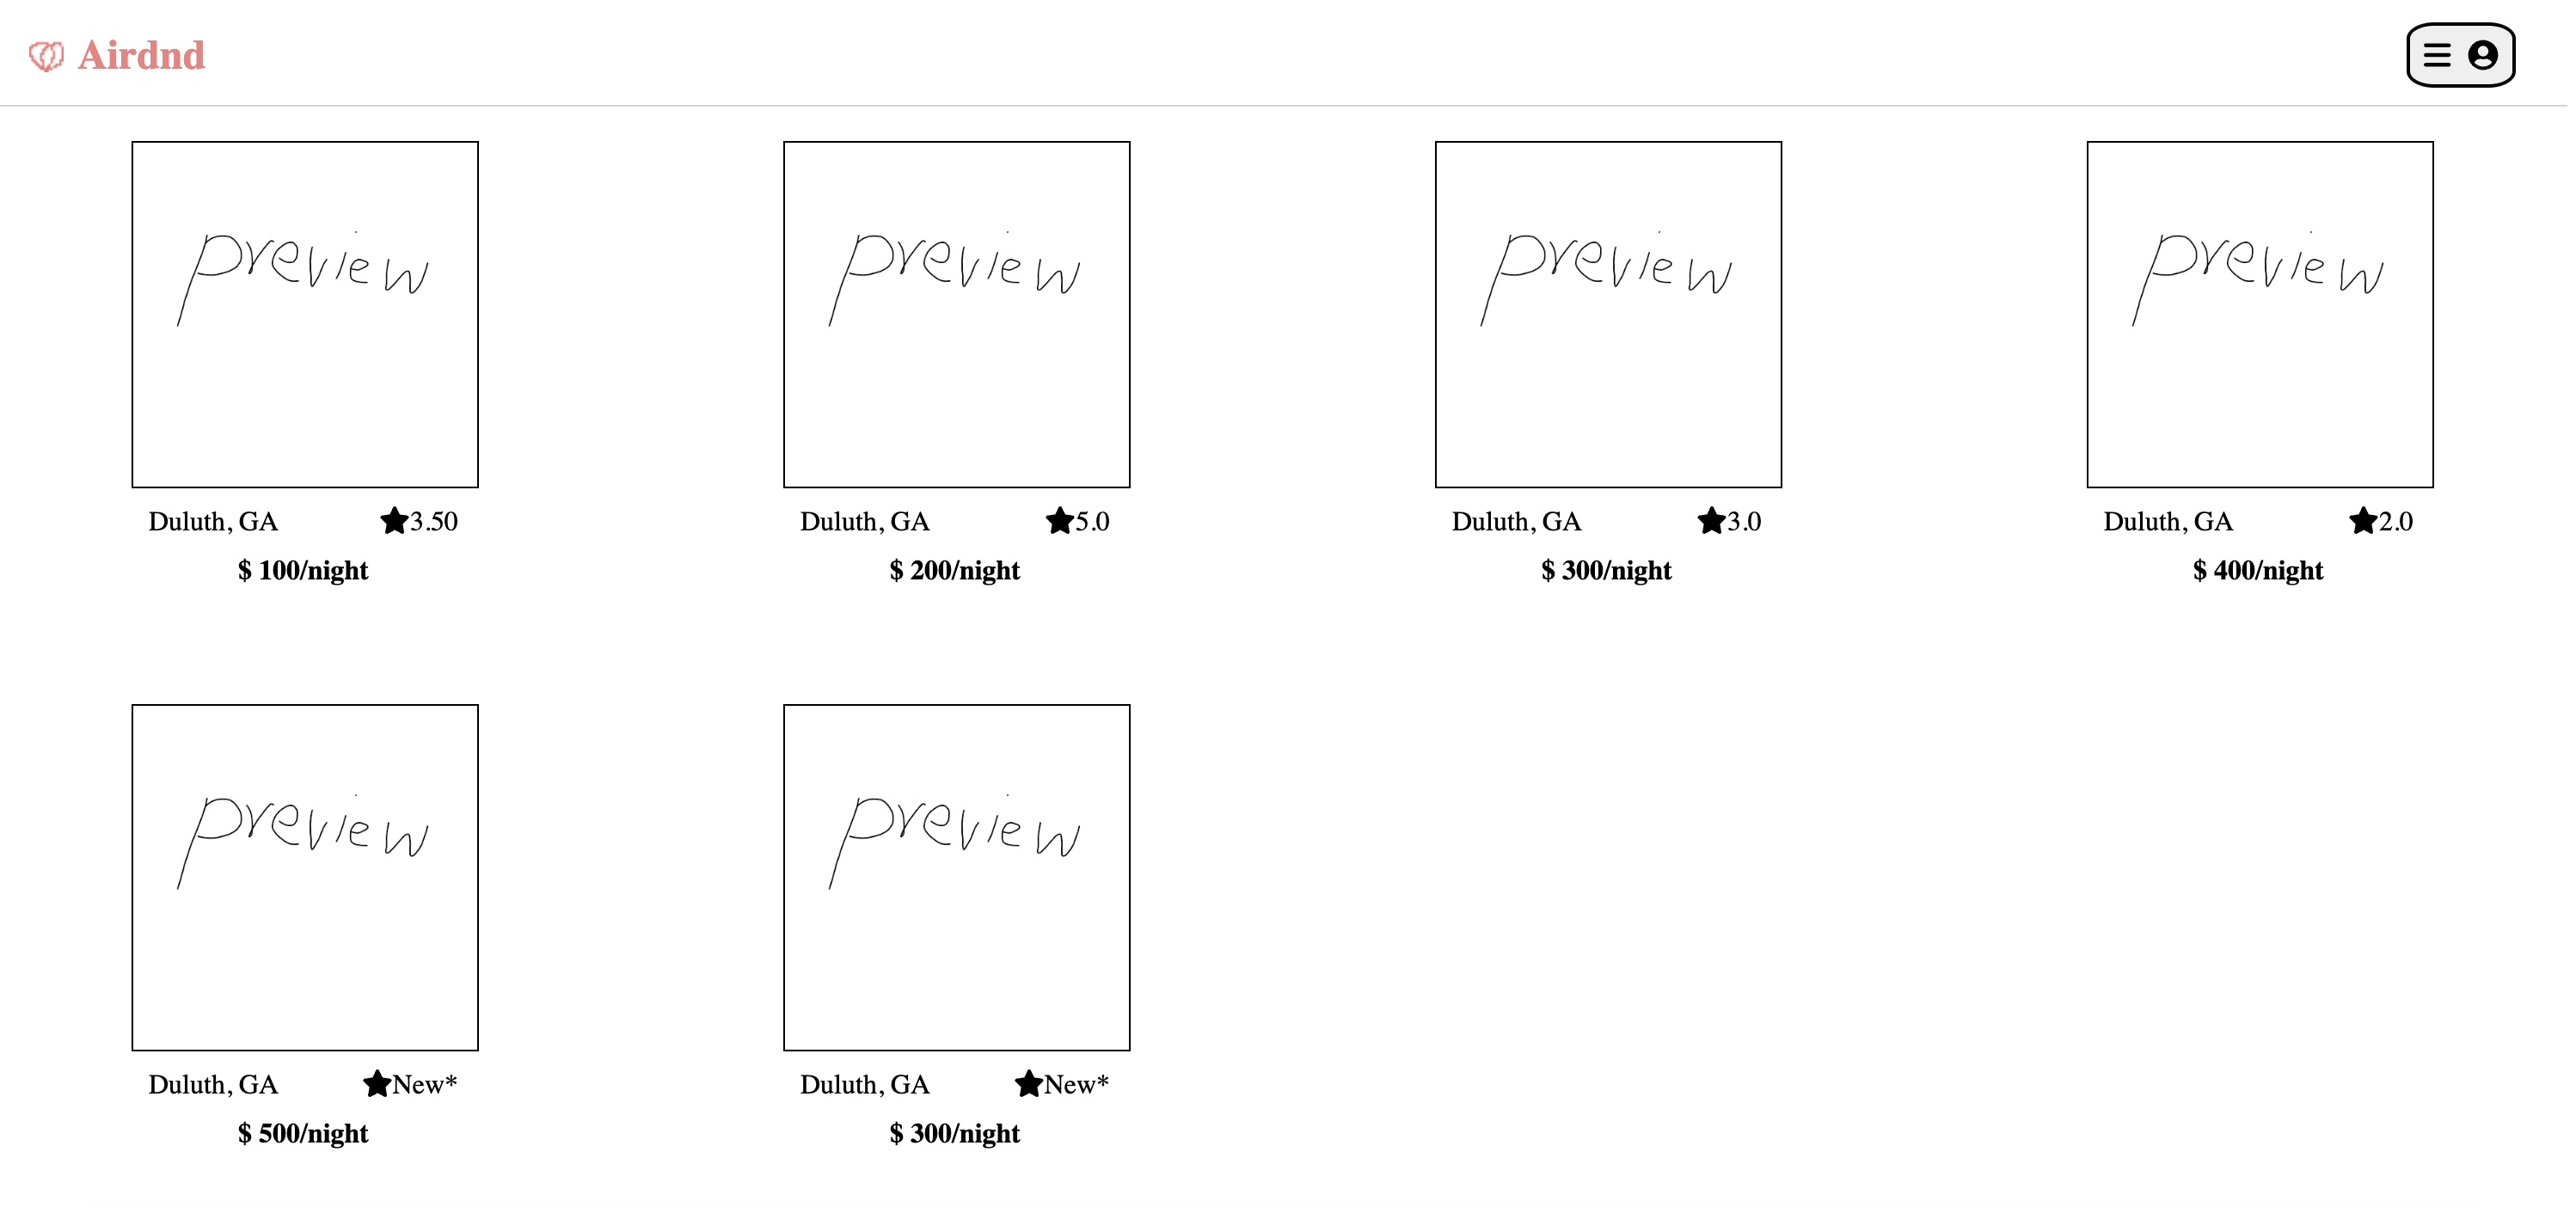 Airdnd
preview
preview
preview
preview
Duluth, GA ★3.50
Duluth, GA ★5.0
Duluth, GA ★3.0
Duluth, GA ★2.0
$ 100/night
$ 200/night
$ 300/night
$ 400/night
preview
preview
Duluth, GA ★New*
Duluth, GA ★New*
$ 500/night
$ 300/night